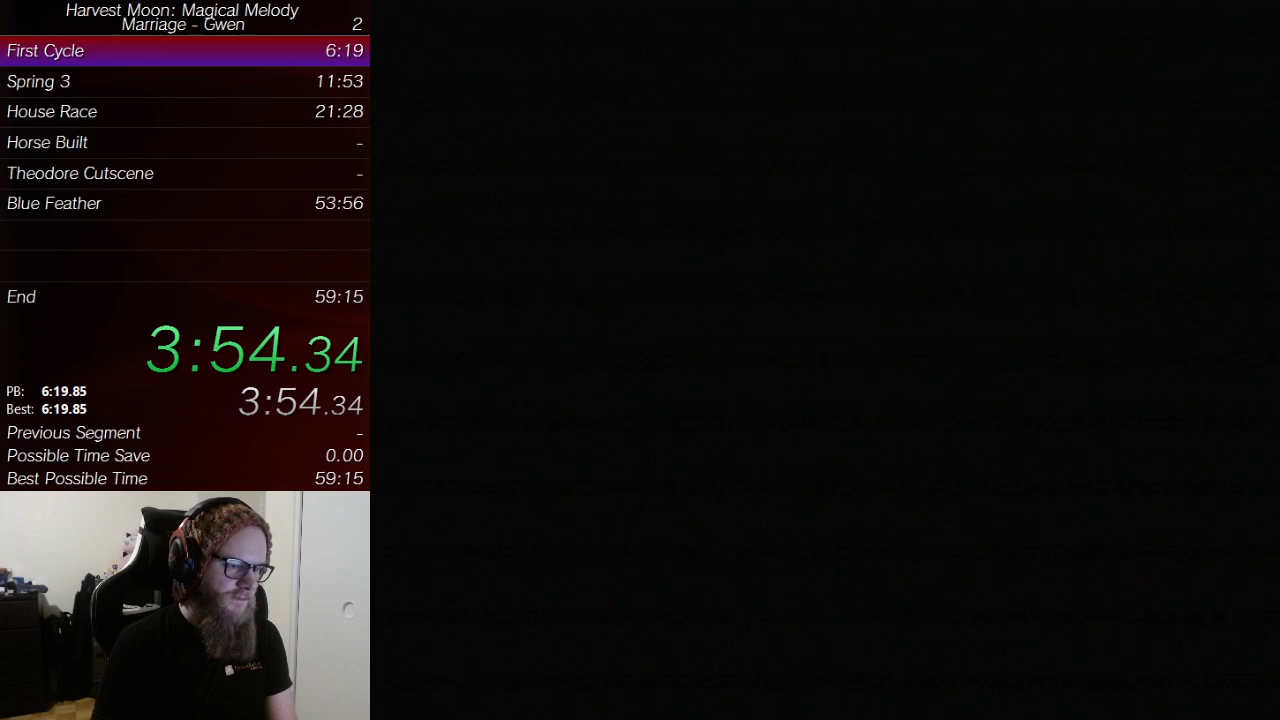 Harvest Moon: Magical Melody
Marriage - Gwen 2
First Cycle 6:19
Spring 3 11:53
House Race 21:28
Horse Built -
Theodore Cutscene -
Blue Feather 53:56
End 59:15
3:54.34
PB: 6:19.85
3:54.34
Best: 6:19.85
Previous Segment -
Possible Time Save 0.00
Best Possible Time 59:15